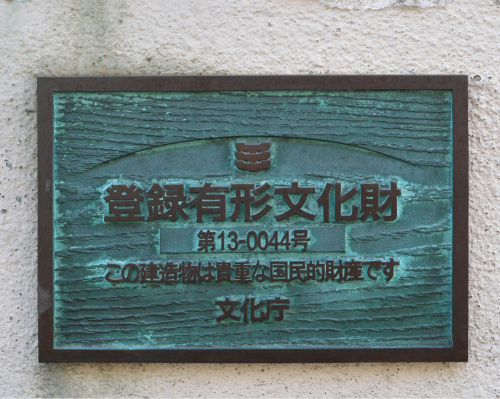 登録有形文化財
第13-0044号
この建造物は貴重な国民的財産です
文化庁